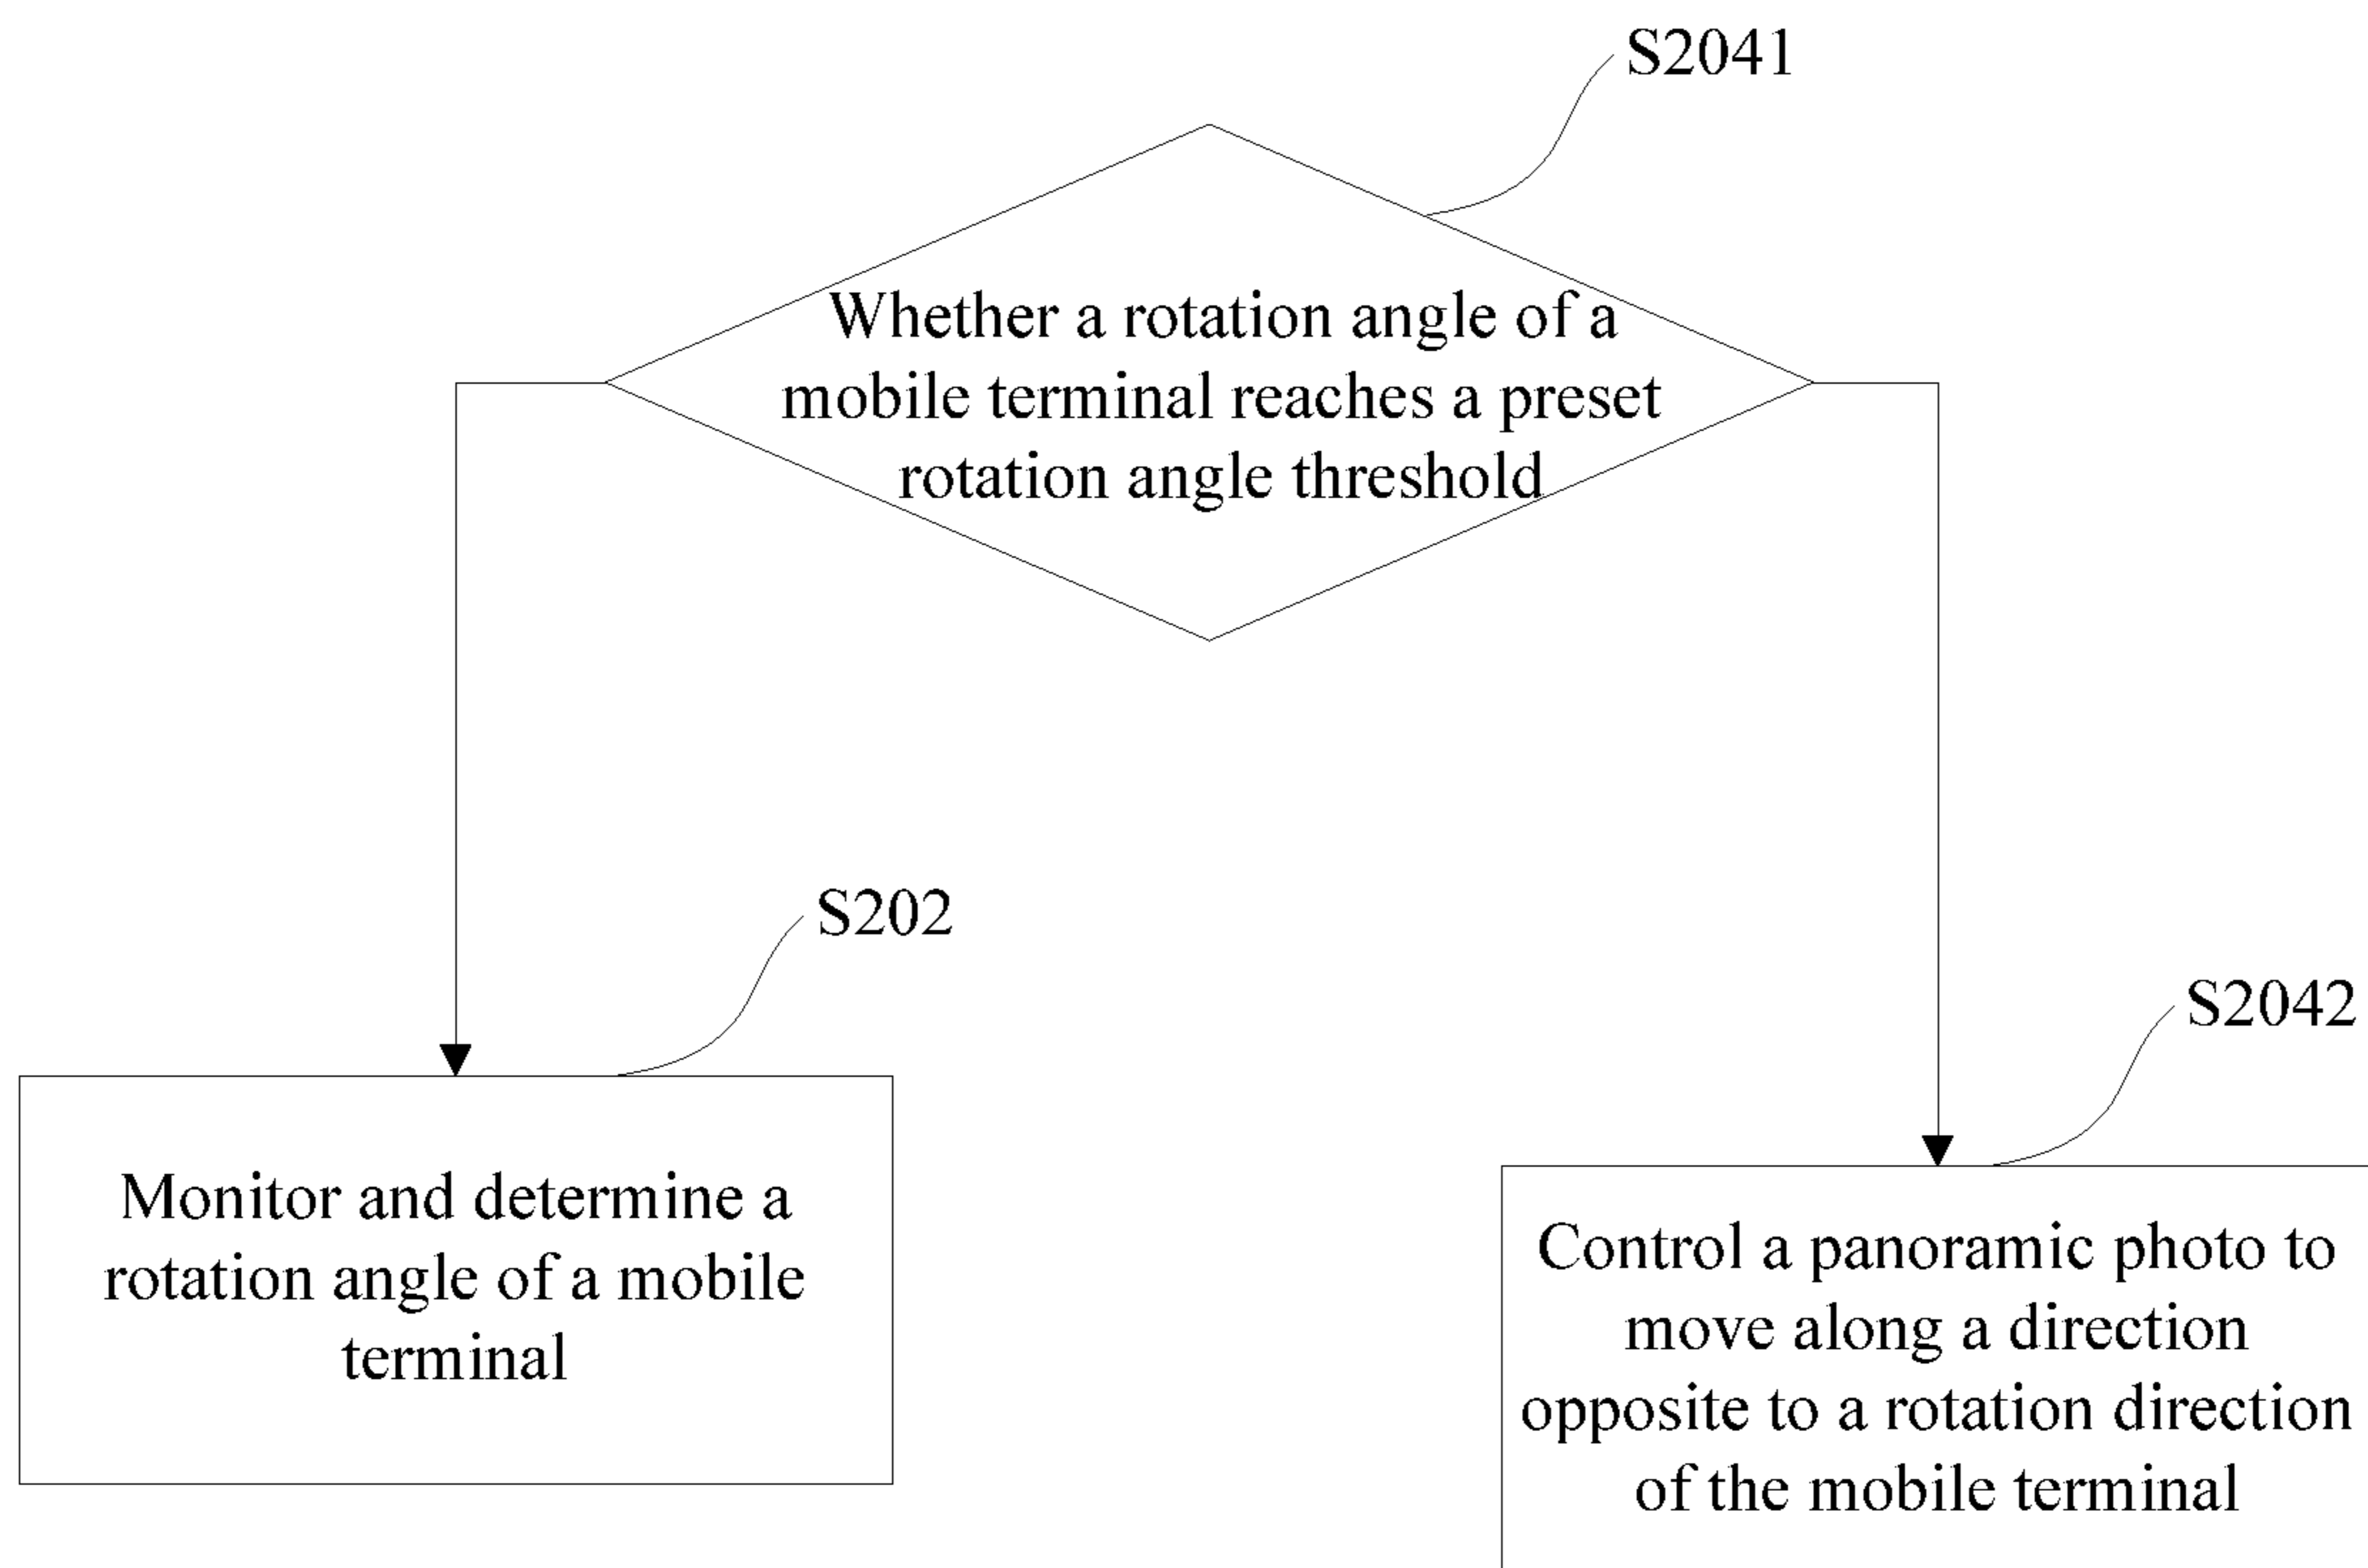 S2041
Whether a rotation angle of a
mobile terminal reaches a preset
rotation angle threshold
S202
Monitor and determine a
rotation angle of a mobile
terminal
S2042
Control a panoramic photo to
move along a direction
opposite to a rotation direction
of the mobile terminal